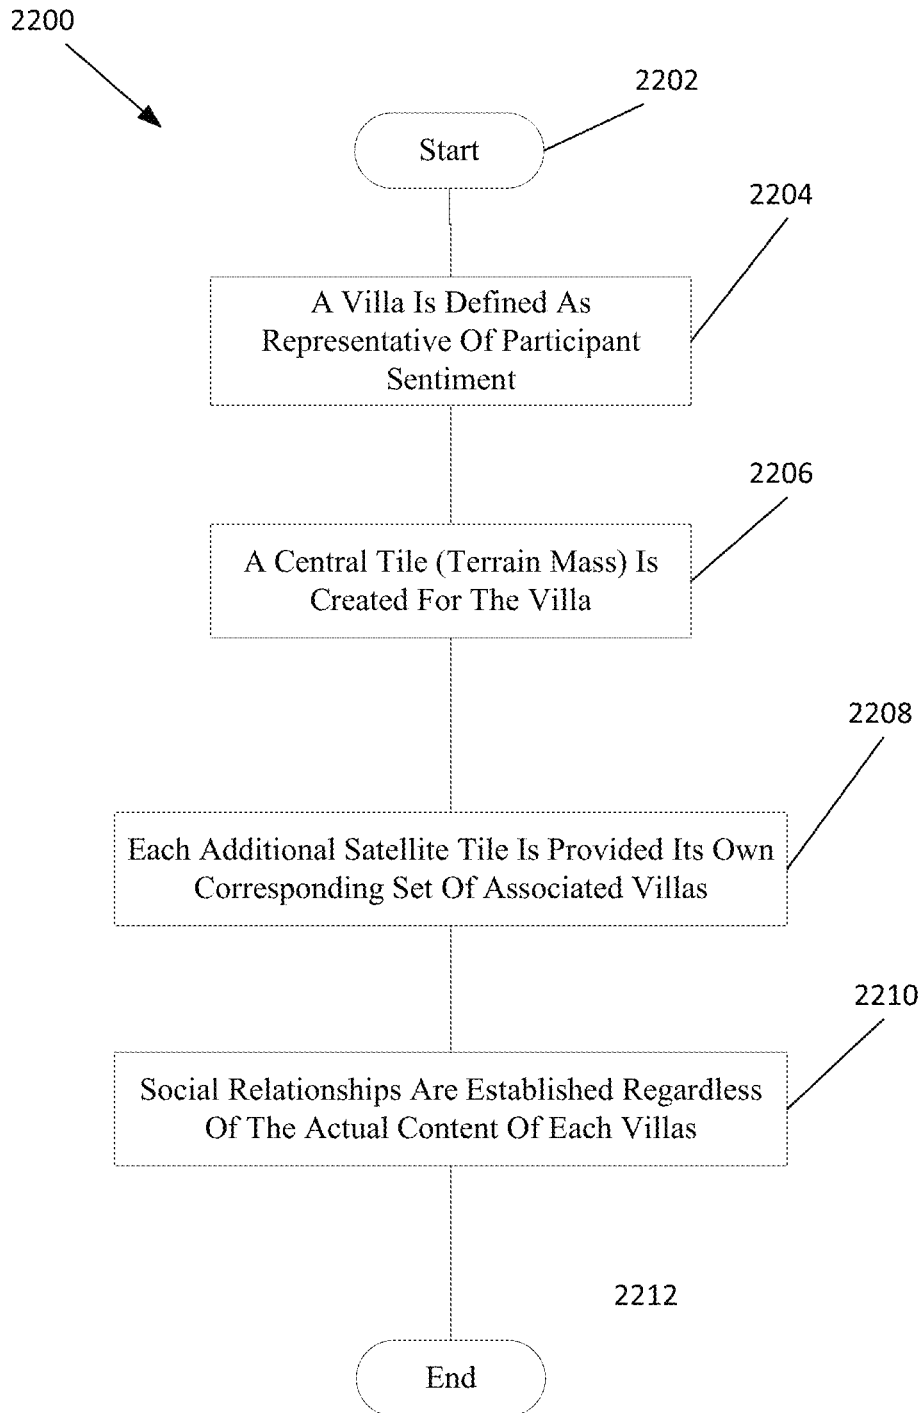 2200
2202
Start
2204
A Villa Is Defined As
Representative Of Participant
Sentiment
2206
A Central Tile (Terrain Mass) Is
Created For The Villa
2208
Each Additional Satellite Tile Is Provided Its Own
Corresponding Set Of Associated Villas
2210
Social Relationships Are Established Regardless
Of The Actual Content Of Each Villas
2212
End